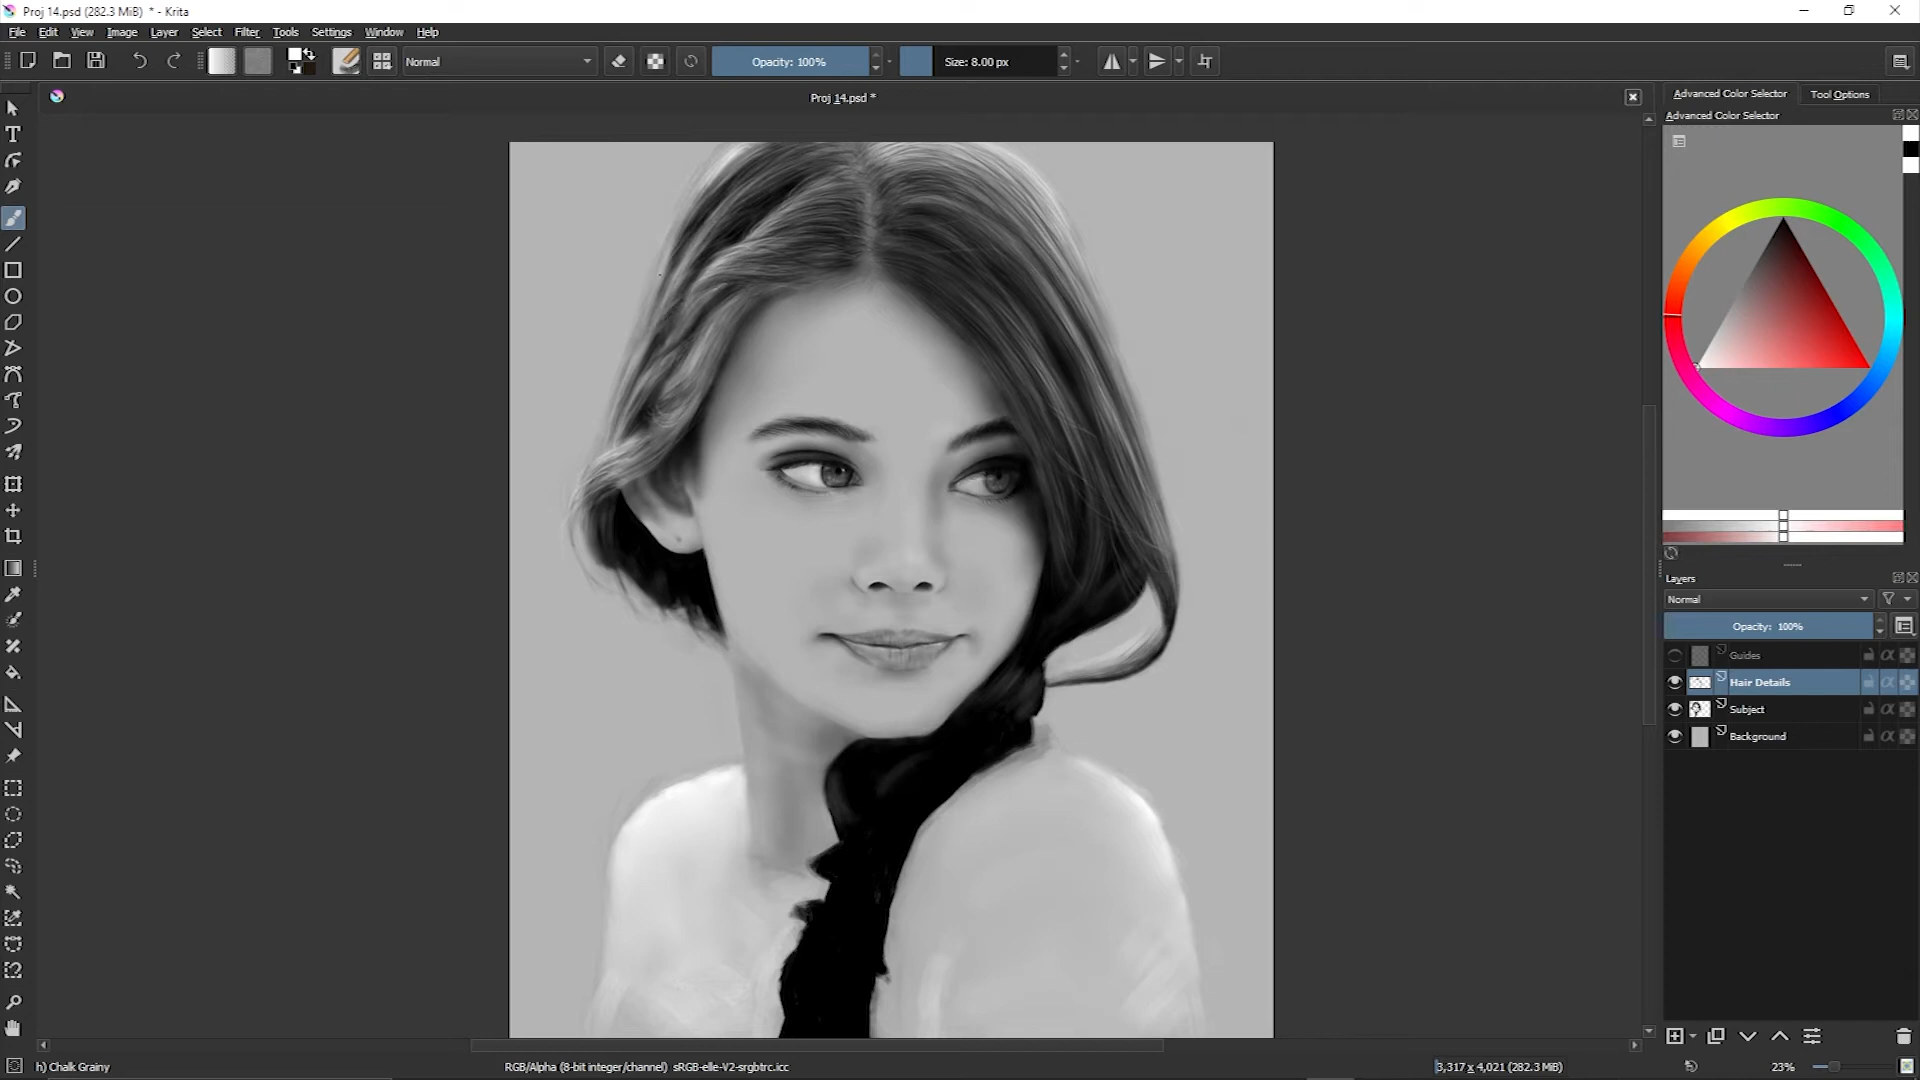 Proj 14.psd (282.3 MiB) * - Krita
File Edit View Image Layer Select Filter Tools Settings Window Help
Normal Opacity: 100% Size: 8.00 px
Proj 14.psd *
Advanced Color Selector Tool Options
Advanced Color Selector
Layers
Normal
Opacity: 100%
Guides
Hair Details
Subject
Background
h) Chalk Grainy RGB/Alpha (8-bit integer/channel) sRGB-elle-V2-srgbtrc.icc 3,317 x 4,021 (282.3 MiB) 23%